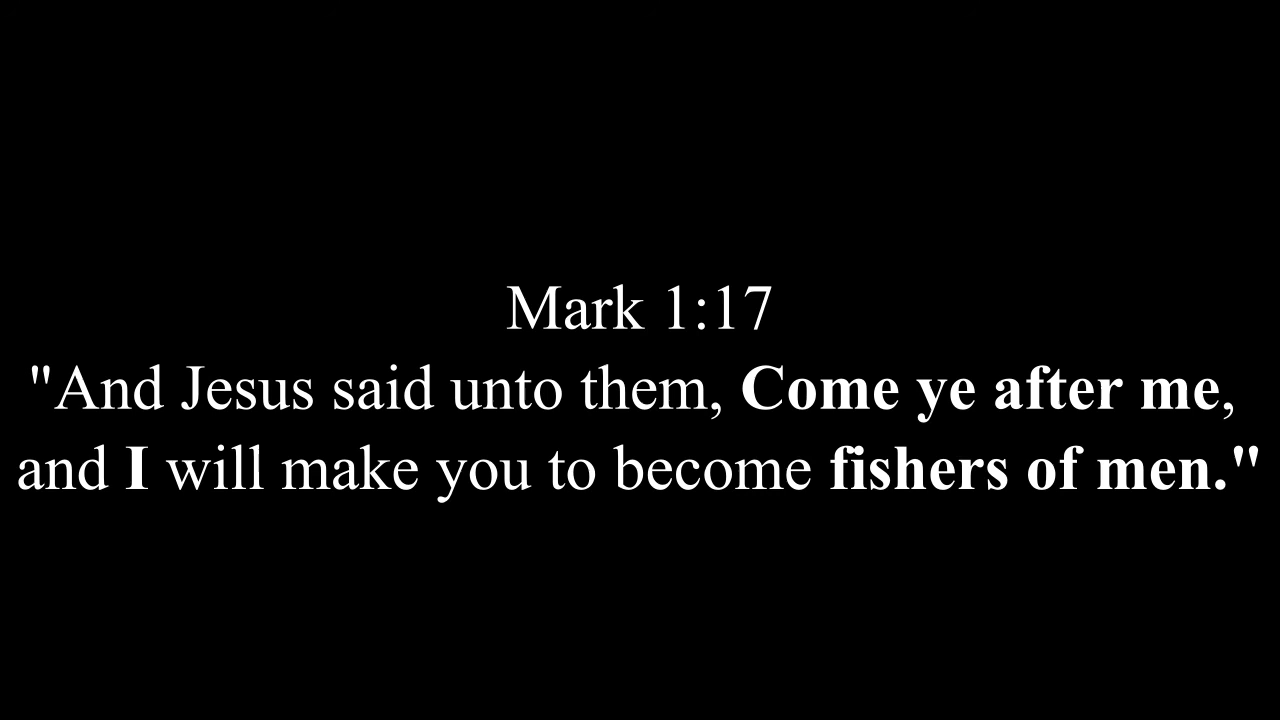 Mark 1:17
"And Jesus said unto them, Come ye after me,
and I will make you to become fishers of men."